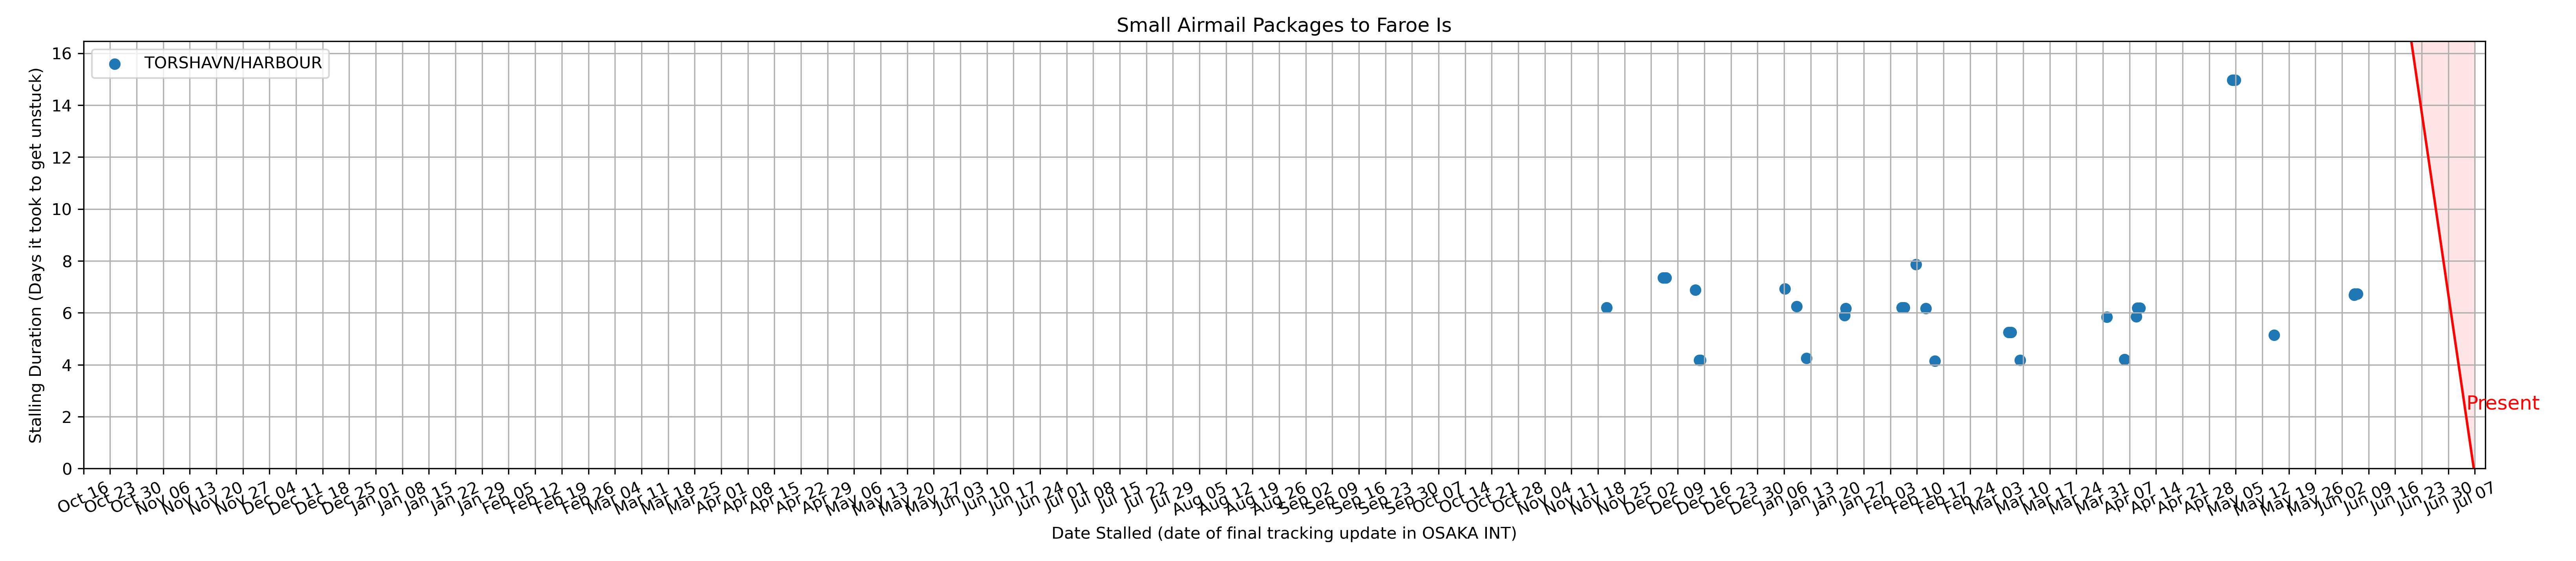 Small Airmail Packages to Faroe Is
TORSHAVN/HARBOUR
Stalling Duration (Days it took to get unstuck)
16
14
12
10
8
6
4
2
0
Present
Oct 16
Oct 23
Oct 30
Nov 06
Nov 13
Nov 20
Nov 27
Dec 04
Dec 11
Dec 18
Dec 25
Jan 01
Jan 08
Jan 15
Jan 22
Jan 29
Feb 05
Feb 12
Feb 19
Feb 26
Mar 04
Mar 11
Mar 18
Mar 25
Apr 01
Apr 08
Apr 15
Apr 22
Apr 29
May 06
May 13
May 20
May 27
Jun 03
Jun 10
Jun 17
Jun 24
Jul 01
Jul 08
Jul 15
Jul 22
Jul 29
Aug 05
Aug 12
Aug 19
Aug 26
Sep 02
Sep 09
Sep 16
Sep 23
Sep 30
Oct 07
Oct 14
Oct 21
Oct 28
Nov 04
Nov 11
Nov 18
Nov 25
Dec 02
Dec 09
Dec 16
Dec 23
Dec 30
Jan 06
Jan 13
Jan 20
Jan 27
Feb 03
Feb 10
Feb 17
Feb 24
Mar 03
Mar 10
Mar 17
Mar 24
Mar 31
Apr 07
Apr 14
Apr 21
Apr 28
May 05
May 12
May 19
May 26
Jun 02
Jun 09
Jun 16
Jun 23
Jun 30
Jul 07
Date Stalled (date of final tracking update in OSAKA INT)